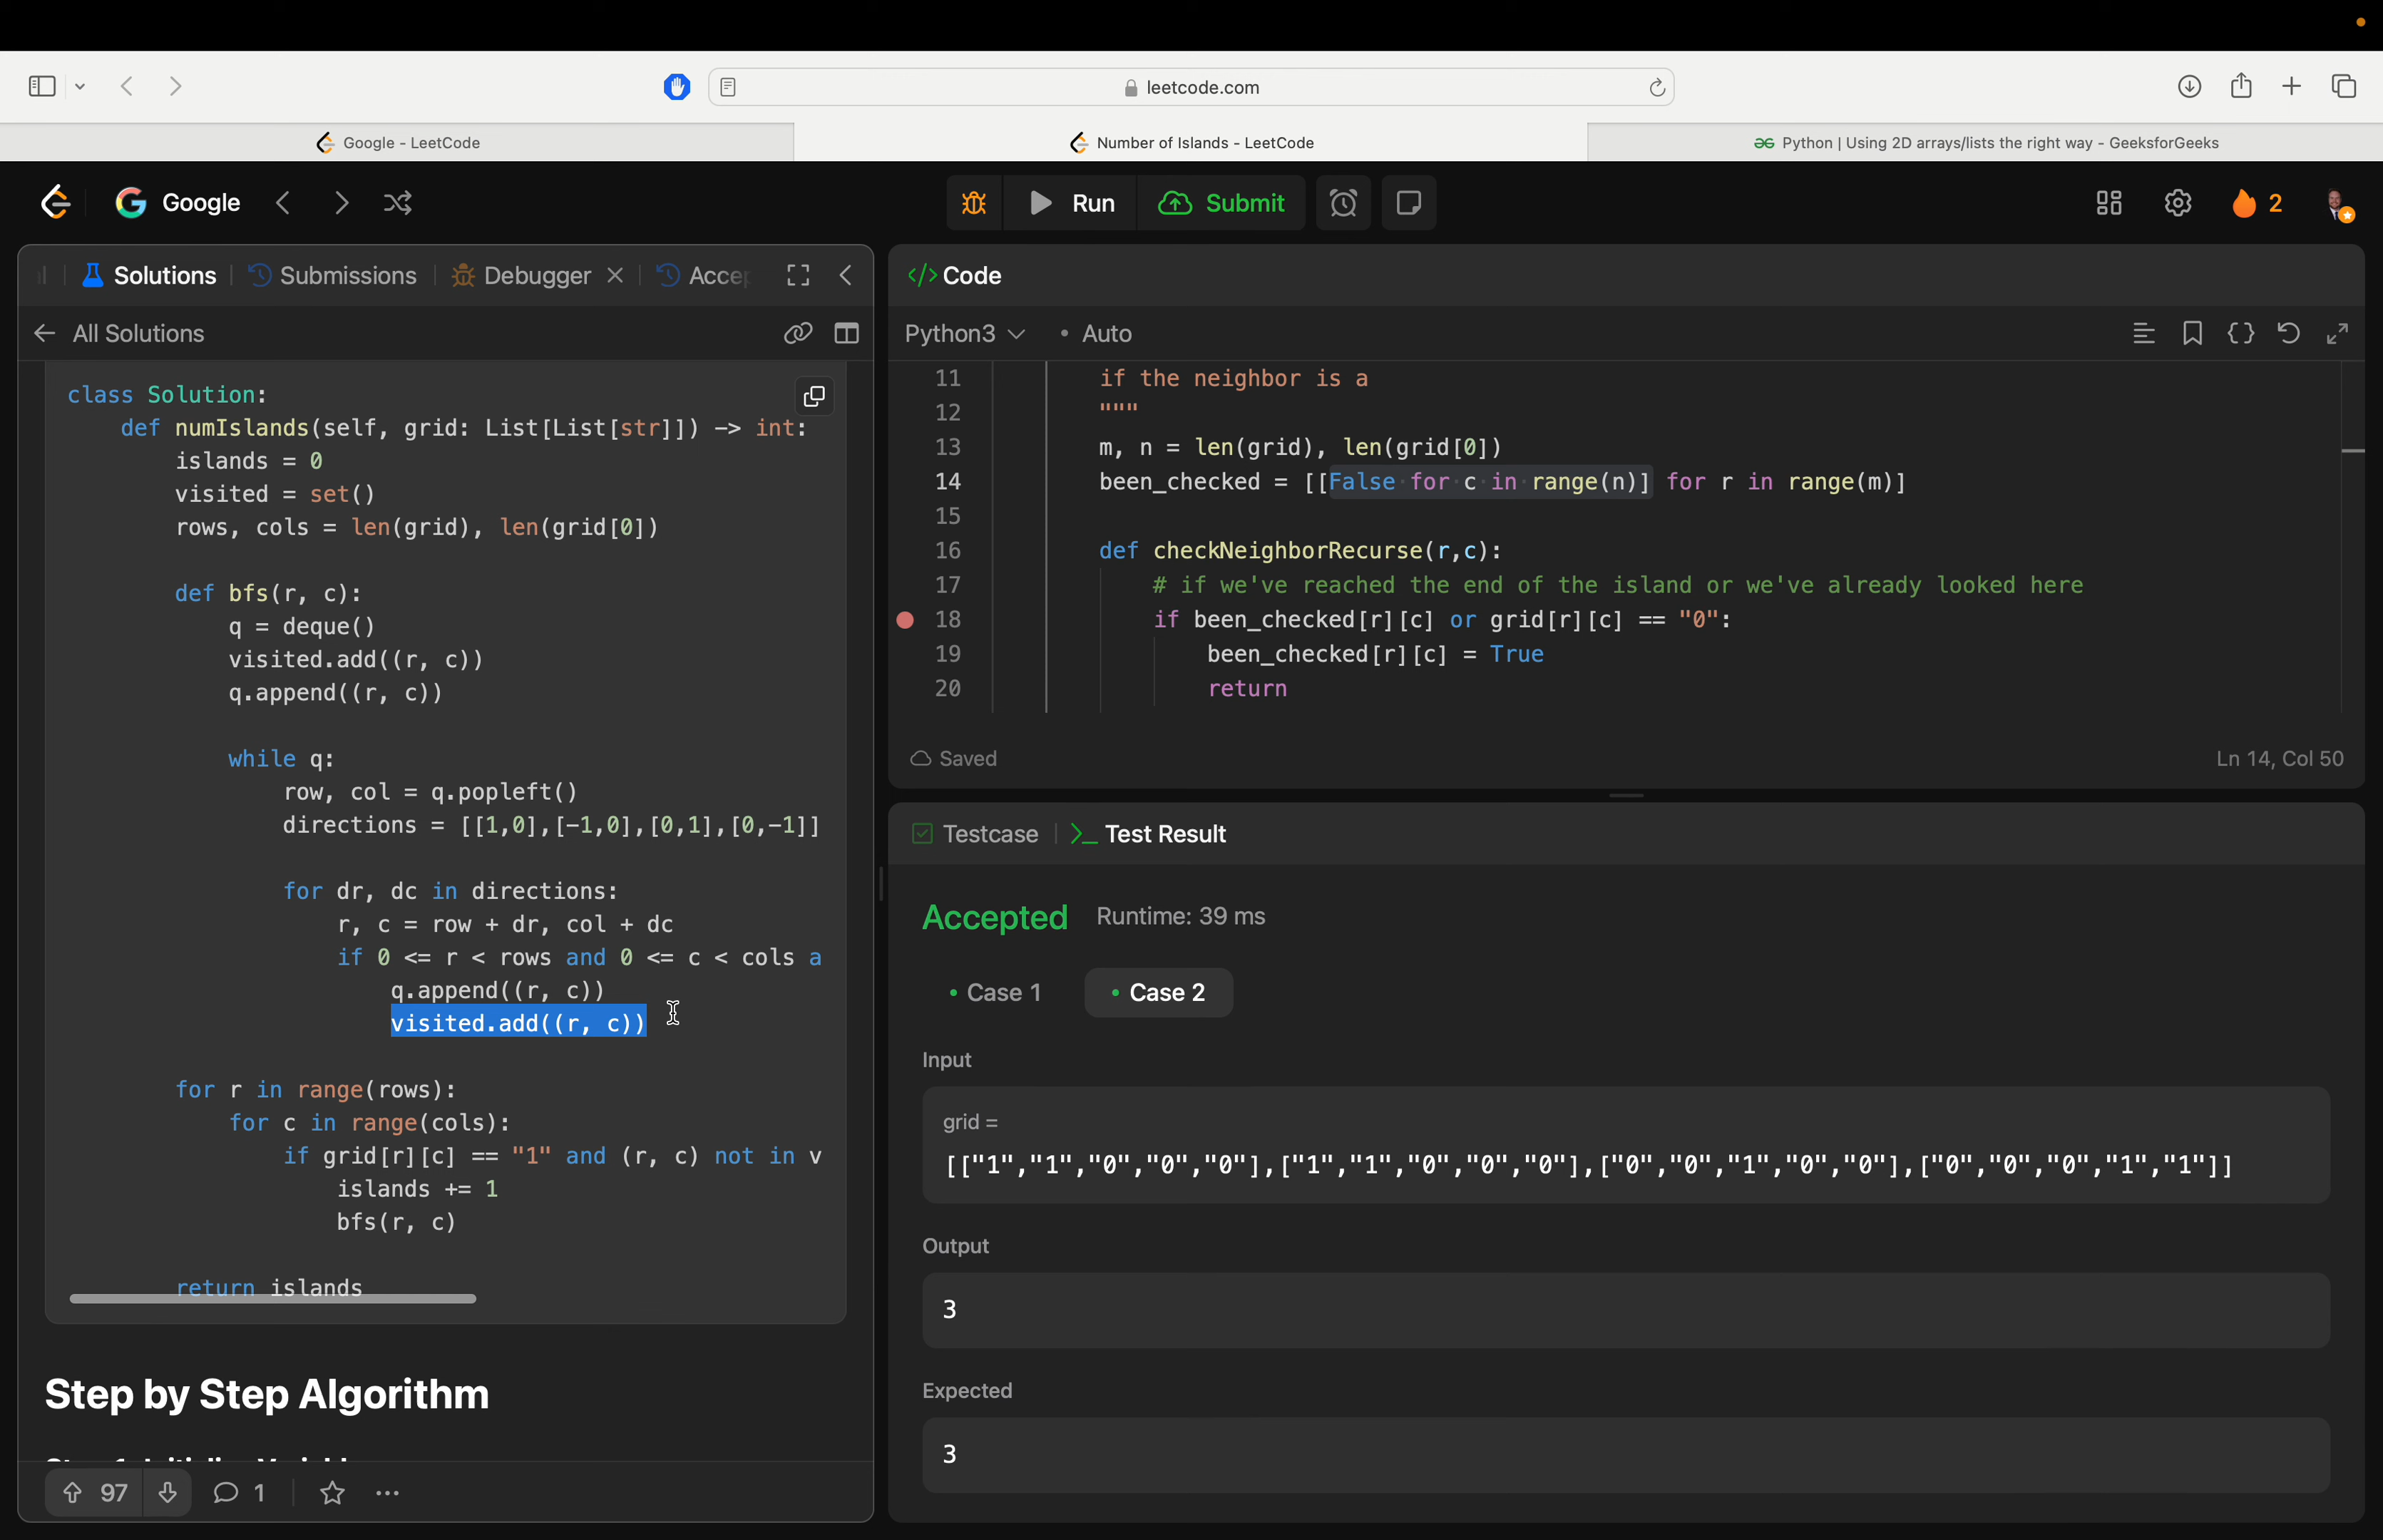 leetcode.com
Google - LeetCode
Number of Islands - LeetCode
Python | Using 2D arrays/lists the right way - GeeksforGeeks
Google
Run
Submit
2
Solutions
Submissions
Debugger
Accep
All Solutions
class Solution:
def numIslands(self, grid: List[List[str]]) -> int:
islands = 0
visited = set()
rows, cols = len(grid), len(grid[0])
def bfs(r, c):
q = deque()
visited.add((r, c))
q.append((r, c))
while q:
row, col = q.popleft()
directions = [[1,0],[-1,0],[0,1],[0,-1]]
for dr, dc in directions:
r, c = row + dr, col + dc
if 0 <= r < rows and 0 <= c < cols a
q.append((r, c))
visited.add((r, c))
for r in range(rows):
for c in range(cols):
if grid[r][c] == "1" and (r, c) not in v
islands += 1
bfs(r, c)
return islands
Step by Step Algorithm
97
1
Code
Python3
• Auto
11 if the neighbor is a
12 """
13 m, n = len(grid), len(grid[0])
14 been_checked = [[False for c in range(n)] for r in range(m)]
15
16 def checkNeighborRecurse(r,c):
17 # if we've reached the end of the island or we've already looked here
18 if been_checked[r][c] or grid[r][c] == "0":
19 been_checked[r][c] = True
20 return
Saved
Ln 14, Col 50
Testcase
Test Result
Accepted
Runtime: 39 ms
• Case 1
• Case 2
Input
grid =
[["1","1","0","0","0"],["1","1","0","0","0"],["0","0","1","0","0"],["0","0","0","1","1"]]
Output
3
Expected
3